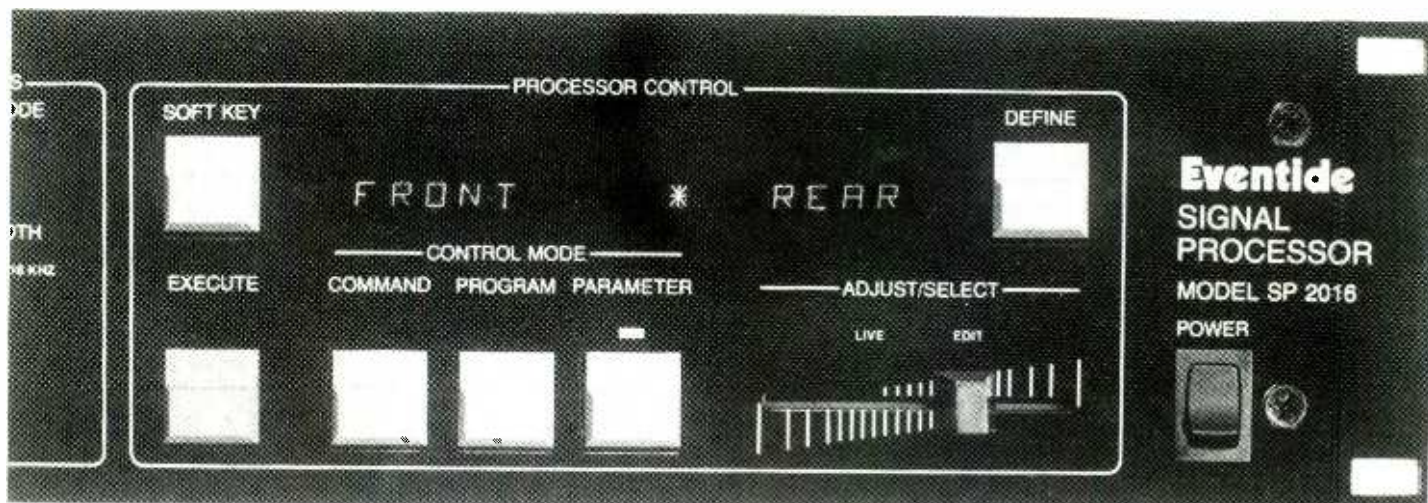 PROCESSOR CONTROL
SOFT KEY
DEFINE
FRONT * REAR
CONTROL MODE
EXECUTE
COMMAND PROGRAM PARAMETER
ADJUST/SELECT
LIVE EDIT
Eventide
SIGNAL
PROCESSOR
MODEL SP 2016
POWER
KHZ